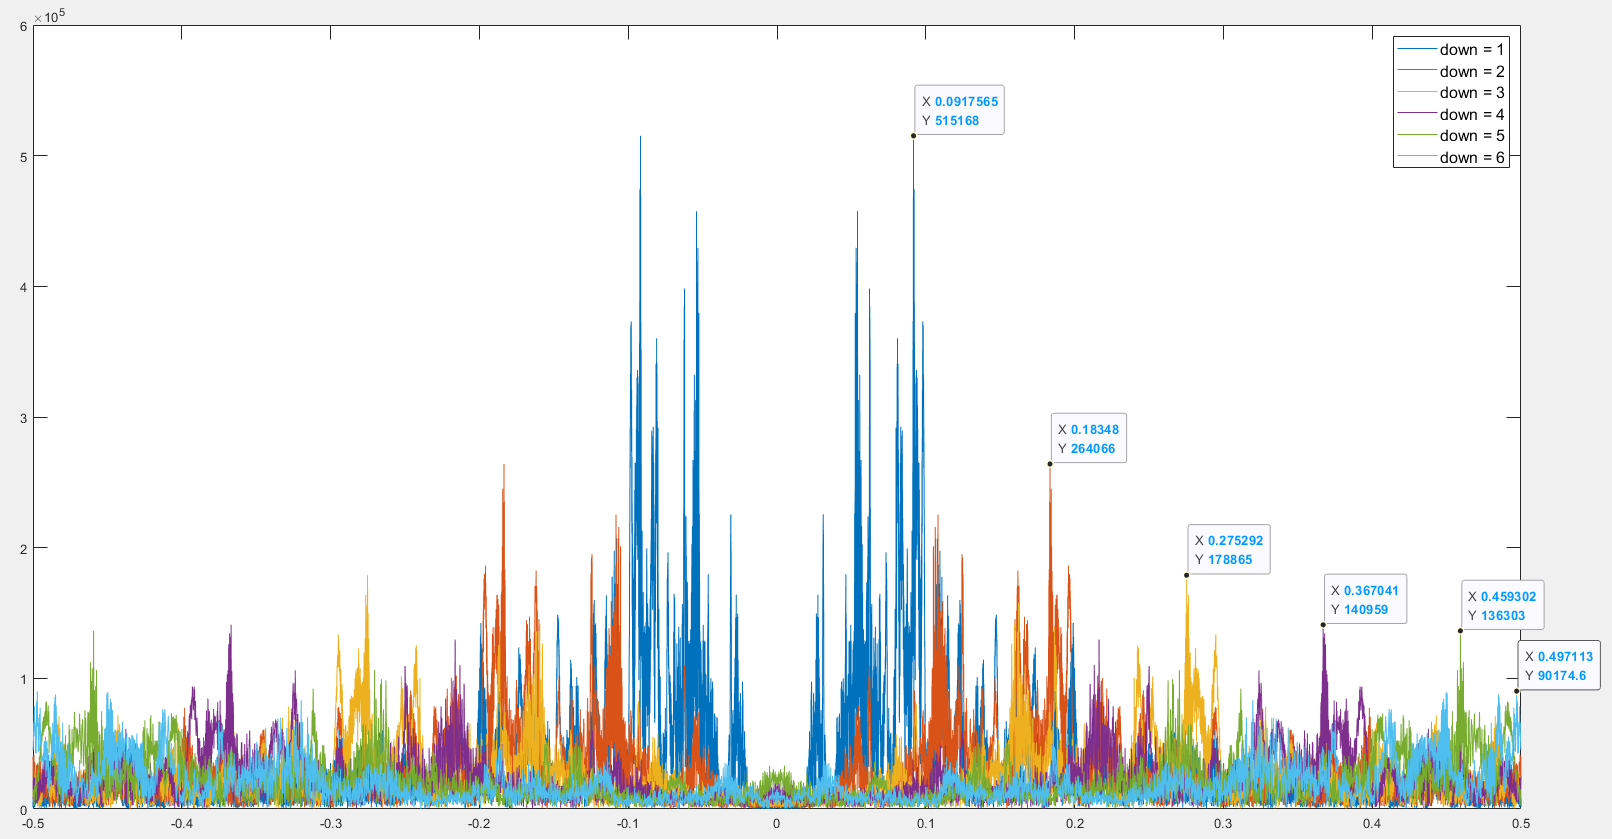 ×10⁵
6
5
4
3
2
1
0
-0.5 -0.4 -0.3 -0.2 -0.1 0 0.1 0.2 0.3 0.4 0.5
down = 1
down = 2
down = 3
down = 4
down = 5
down = 6
X 0.0917565
Y 515168
X 0.18348
Y 264066
X 0.275292
Y 178865
X 0.367041
Y 140959
X 0.459302
Y 136303
X 0.497113
Y 90174.6